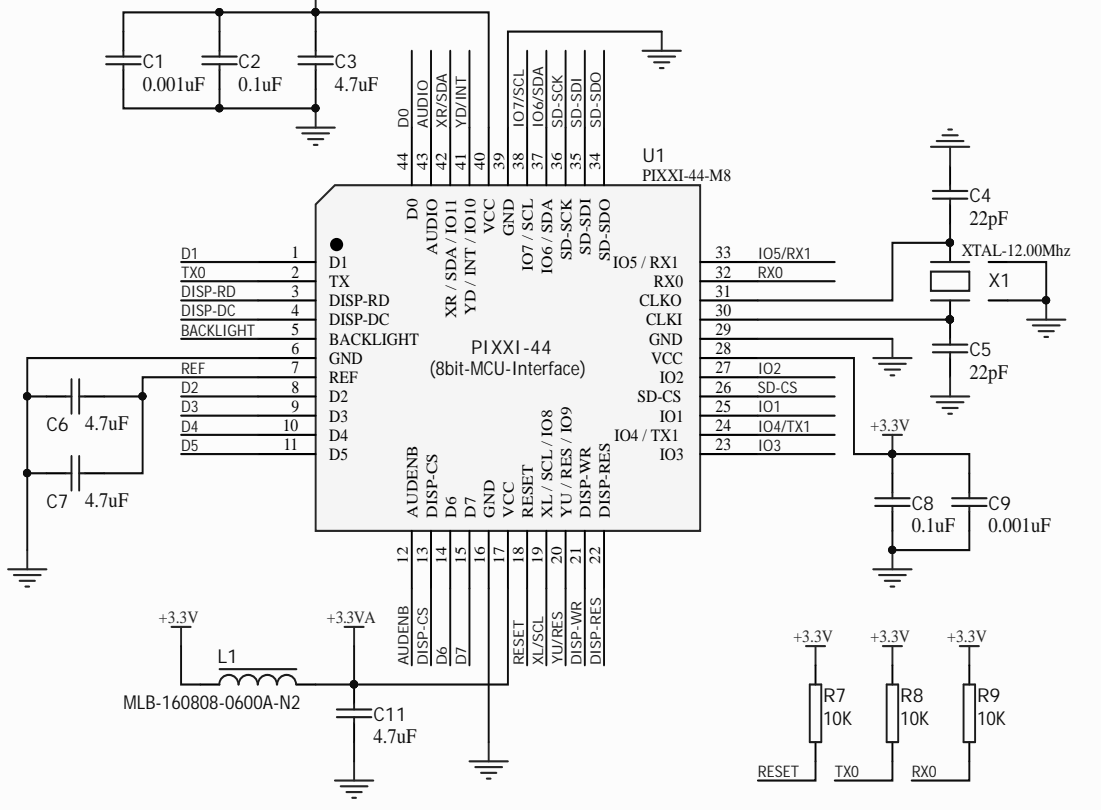 C1
0.001uF
C2
0.1uF
C3
4.7uF
D0
AUDIO
XR/SDA
YD/INT
IO7/SCL
IO6/SDA
SD-SCK
SD-SDI
SD-SDO
44
43
42
41
40
39
38
37
36
35
34
U1
PIXXI-44-M8
D0
AUDIO
XR / SDA / IO11
YD / INT / IO10
VCC
GND
IO7 / SCL
IO6 / SDA
SD-SCK
SD-SDI
SD-SDO
D1 1 D1
TX0 2 TX
DISP-RD 3 DISP-RD
DISP-DC 4 DISP-DC
BACKLIGHT 5 BACKLIGHT
6 GND
REF 7 REF
D2 8 D2
D3 9 D3
D4 10 D4
D5 11 D5
PIXXI-44
(8bit-MCU-Interface)
IO5 / RX1 33 IO5/RX1
RX0 32 RX0
CLKO 31
CLKI 30
GND 29
VCC 28
IO2 27 IO2
SD-CS 26 SD-CS
IO1 25 IO1
IO4 / TX1 24 IO4/TX1
IO3 23 IO3
C4
22pF
XTAL-12.00Mhz
X1
C5
22pF
C6 4.7uF
C7 4.7uF
+3.3V
C8
0.1uF
C9
0.001uF
AUDENB
DISP-CS
D6
D7
GND
VCC
RESET
XL / SCL / IO8
YU / RES / IO9
DISP-WR
DISP-RES
12
13
14
15
16
17
18
19
20
21
22
AUDENB
DISP-CS
D6
D7
RESET
XL/SCL
YU/RES
DISP-WR
DISP-RES
+3.3V
+3.3VA
L1
MLB-160808-0600A-N2
C11
4.7uF
+3.3V
+3.3V
+3.3V
R7
10K
R8
10K
R9
10K
RESET
TX0
RX0